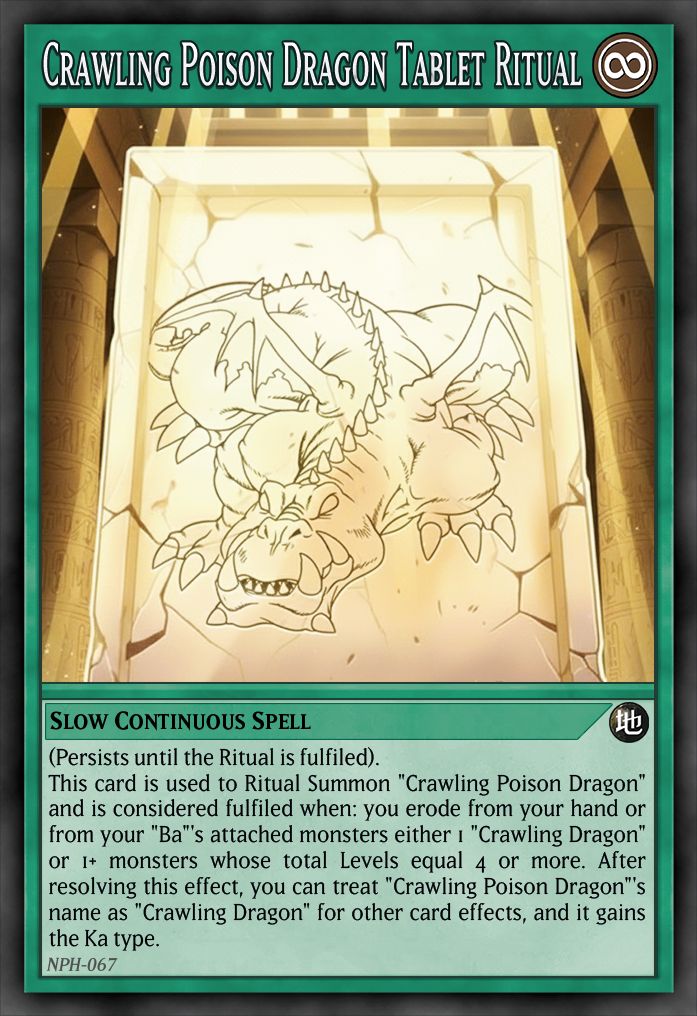 Crawling Poison Dragon Tablet Ritual
Slow Continuous Spell
(Persists until the Ritual is fulfiled).
This card is used to Ritual Summon "Crawling Poison Dragon"
and is considered fulfiled when: you erode from your hand or
from your "Ba"'s attached monsters either 1 "Crawling Dragon"
or 1+ monsters whose total Levels equal 4 or more. After
resolving this effect, you can treat "Crawling Poison Dragon"'s
name as "Crawling Dragon" for other card effects, and it gains
the Ka type.
NPH-067